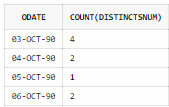 ODATE COUNT(DISTINCTSNUM)
03-OCT-90 4
04-OCT-90 2
05-OCT-90 1
06-OCT-90 2